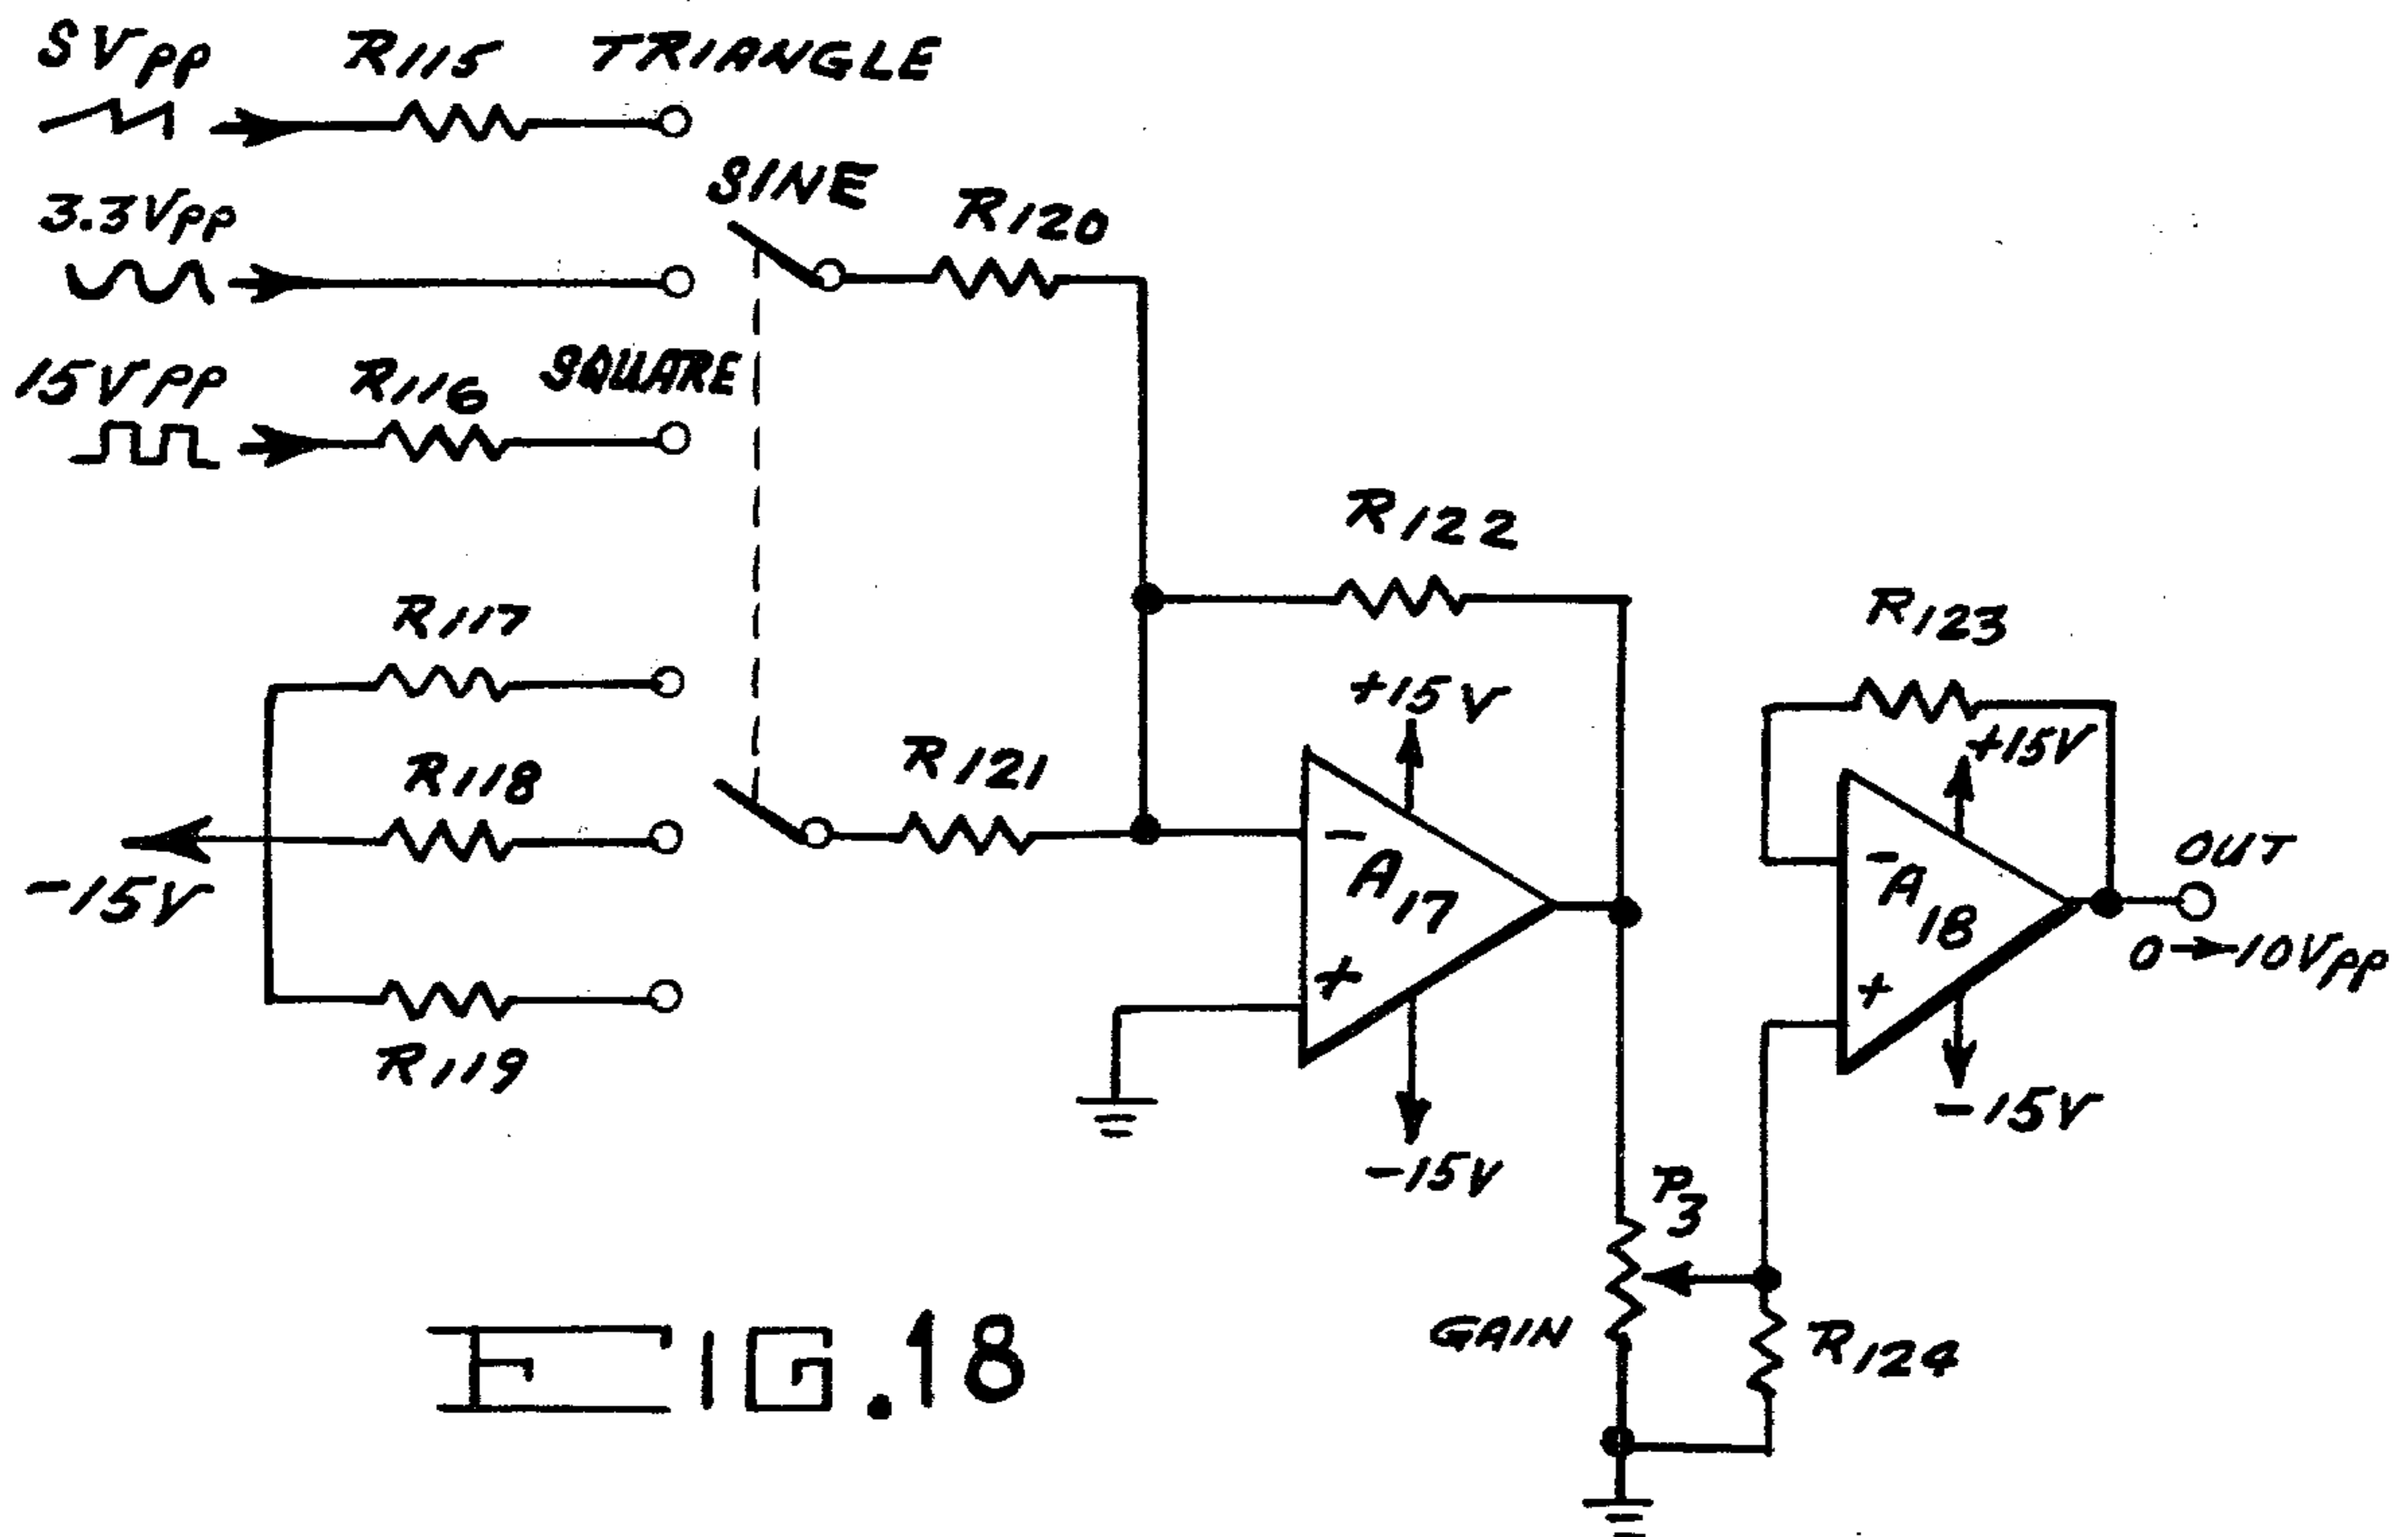 5Vpp R115 TRIANGLE
3.3Vpp SINE R120
15VPP R116 SQUARE
R122
R117 R123
+15V +15V
R118 R121
-15V -A17 -A18 OUT
+ + 0→10Vpp
R119
-15V -15V
P3
GAIN R124
FIG.18